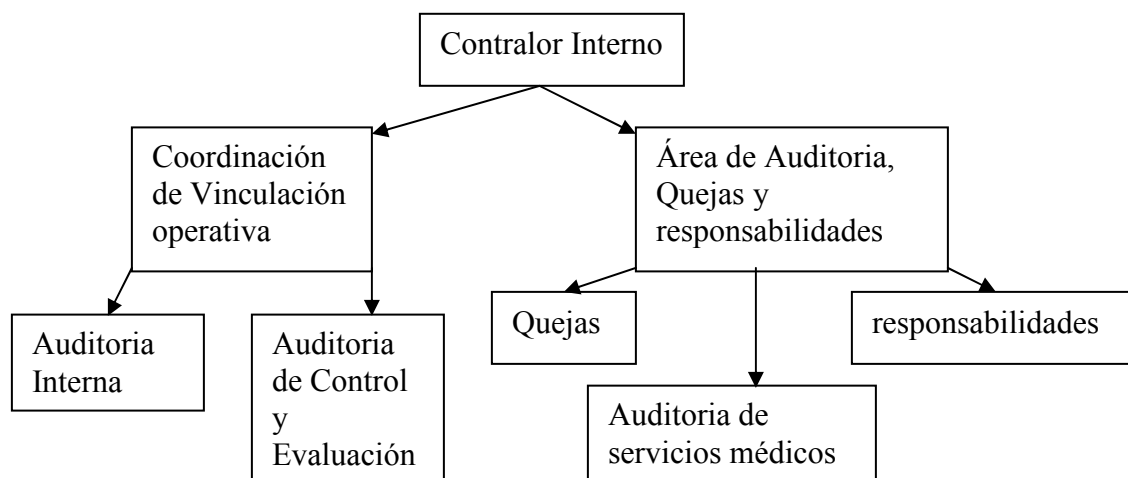 Contralor Interno
Coordinación
de Vinculación
operativa
Área de Auditoria,
Quejas y
responsabilidades
Auditoria
Interna
Auditoria
de Control
y
Evaluación
Quejas
Auditoria de
servicios médicos
responsabilidades